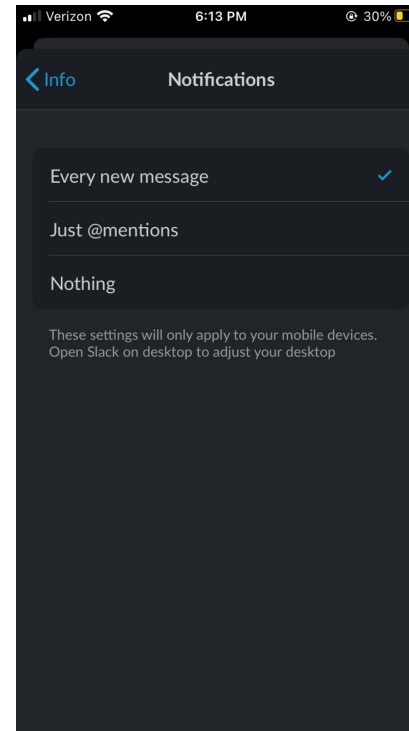 Verizon 6:13 PM 30%
Info Notifications
Every new message
Just @mentions
Nothing
These settings will only apply to your mobile devices.
Open Slack on desktop to adjust your desktop